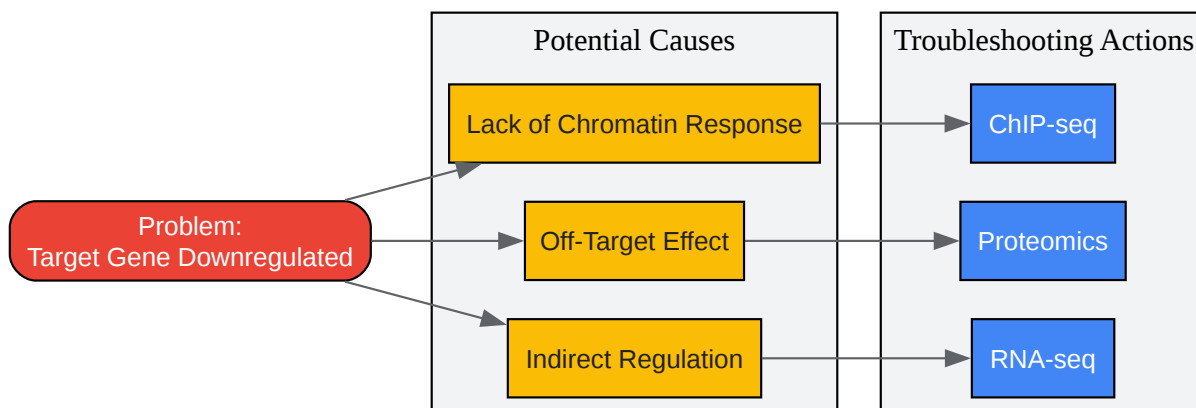 Potential Causes
Troubleshooting Actions
Lack of Chromatin Response
ChIP-seq
Problem:
Target Gene Downregulated
Off-Target Effect
Proteomics
Indirect Regulation
RNA-seq